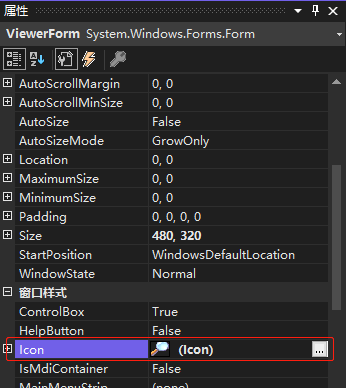 属性
ViewerForm System.Windows.Forms.Form
AutoScrollMargin 0, 0
AutoScrollMinSize 0, 0
AutoSize False
AutoSizeMode GrowOnly
Location 0, 0
MaximumSize 0, 0
MinimumSize 0, 0
Padding 0, 0, 0, 0
Size 480, 320
StartPosition WindowsDefaultLocation
WindowState Normal
窗口样式
ControlBox True
HelpButton False
Icon (Icon) ...
IsMdiContainer False
MainMenuStrip (none)